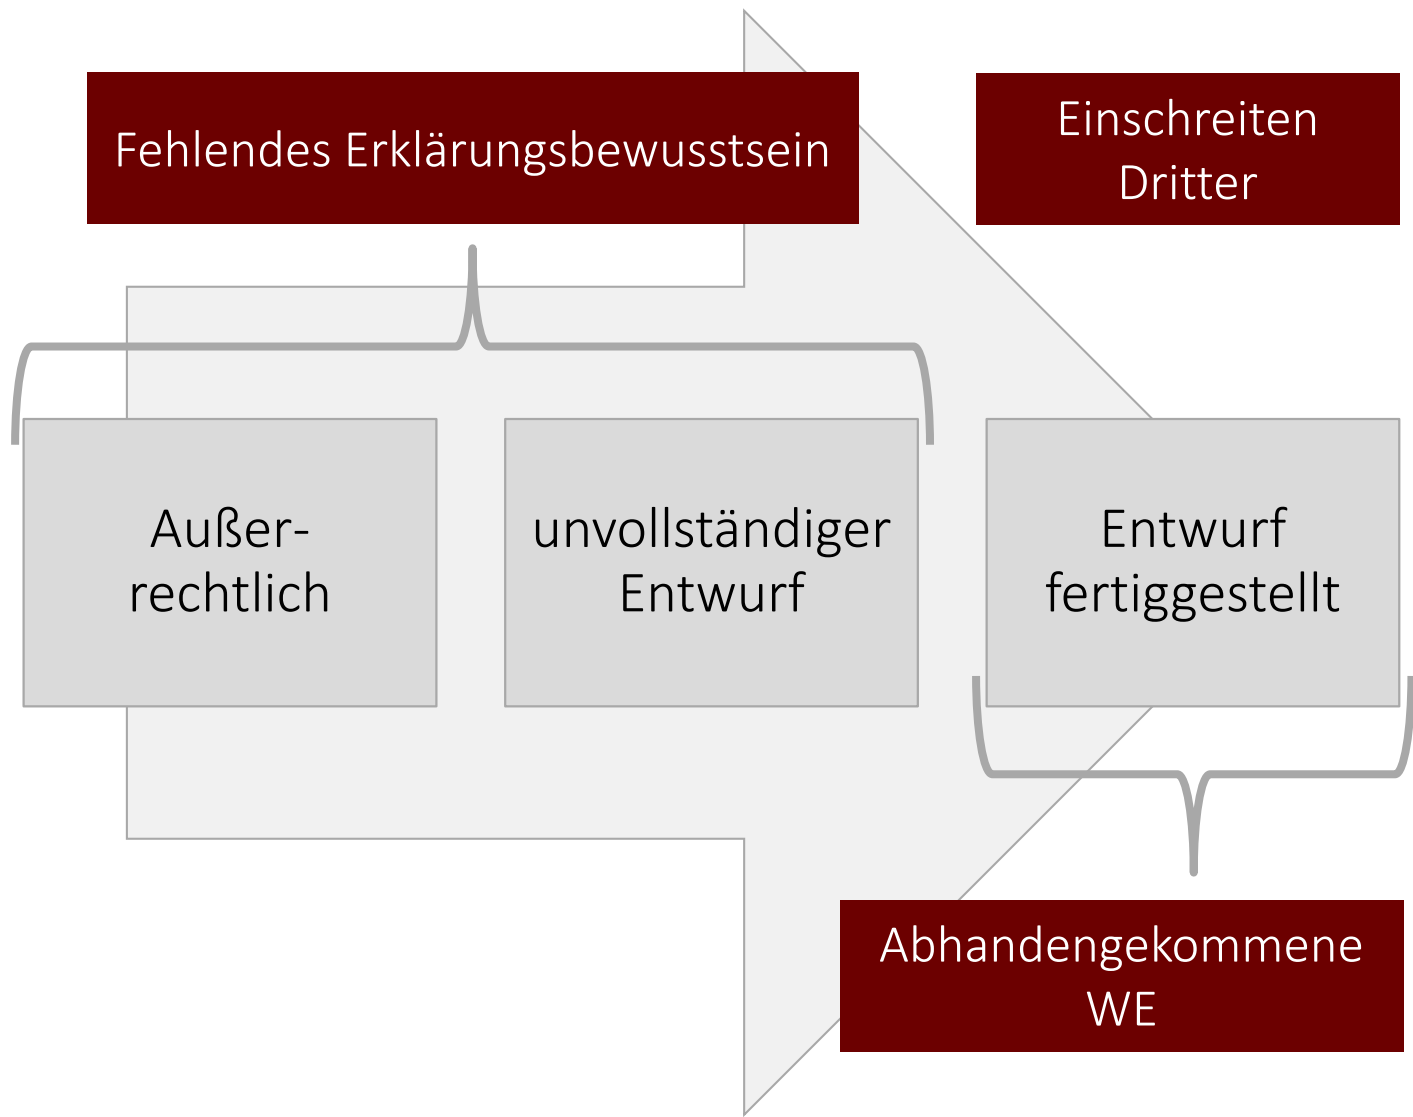 Fehlendes Erklärungsbewusstsein
Einschreiten
Dritter
Außer-
rechtlich
unvollständiger
Entwurf
Entwurf
fertiggestellt
Abhandengekommene
WE